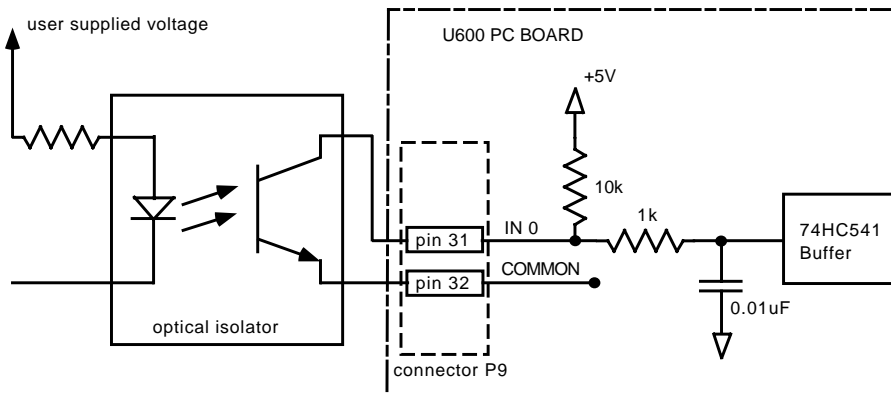 user supplied voltage
U600 PC BOARD
+5V
10k
1k
pin 31
IN 0
74HC541
Buffer
pin 32
COMMON
0.01uF
optical isolator
connector P9